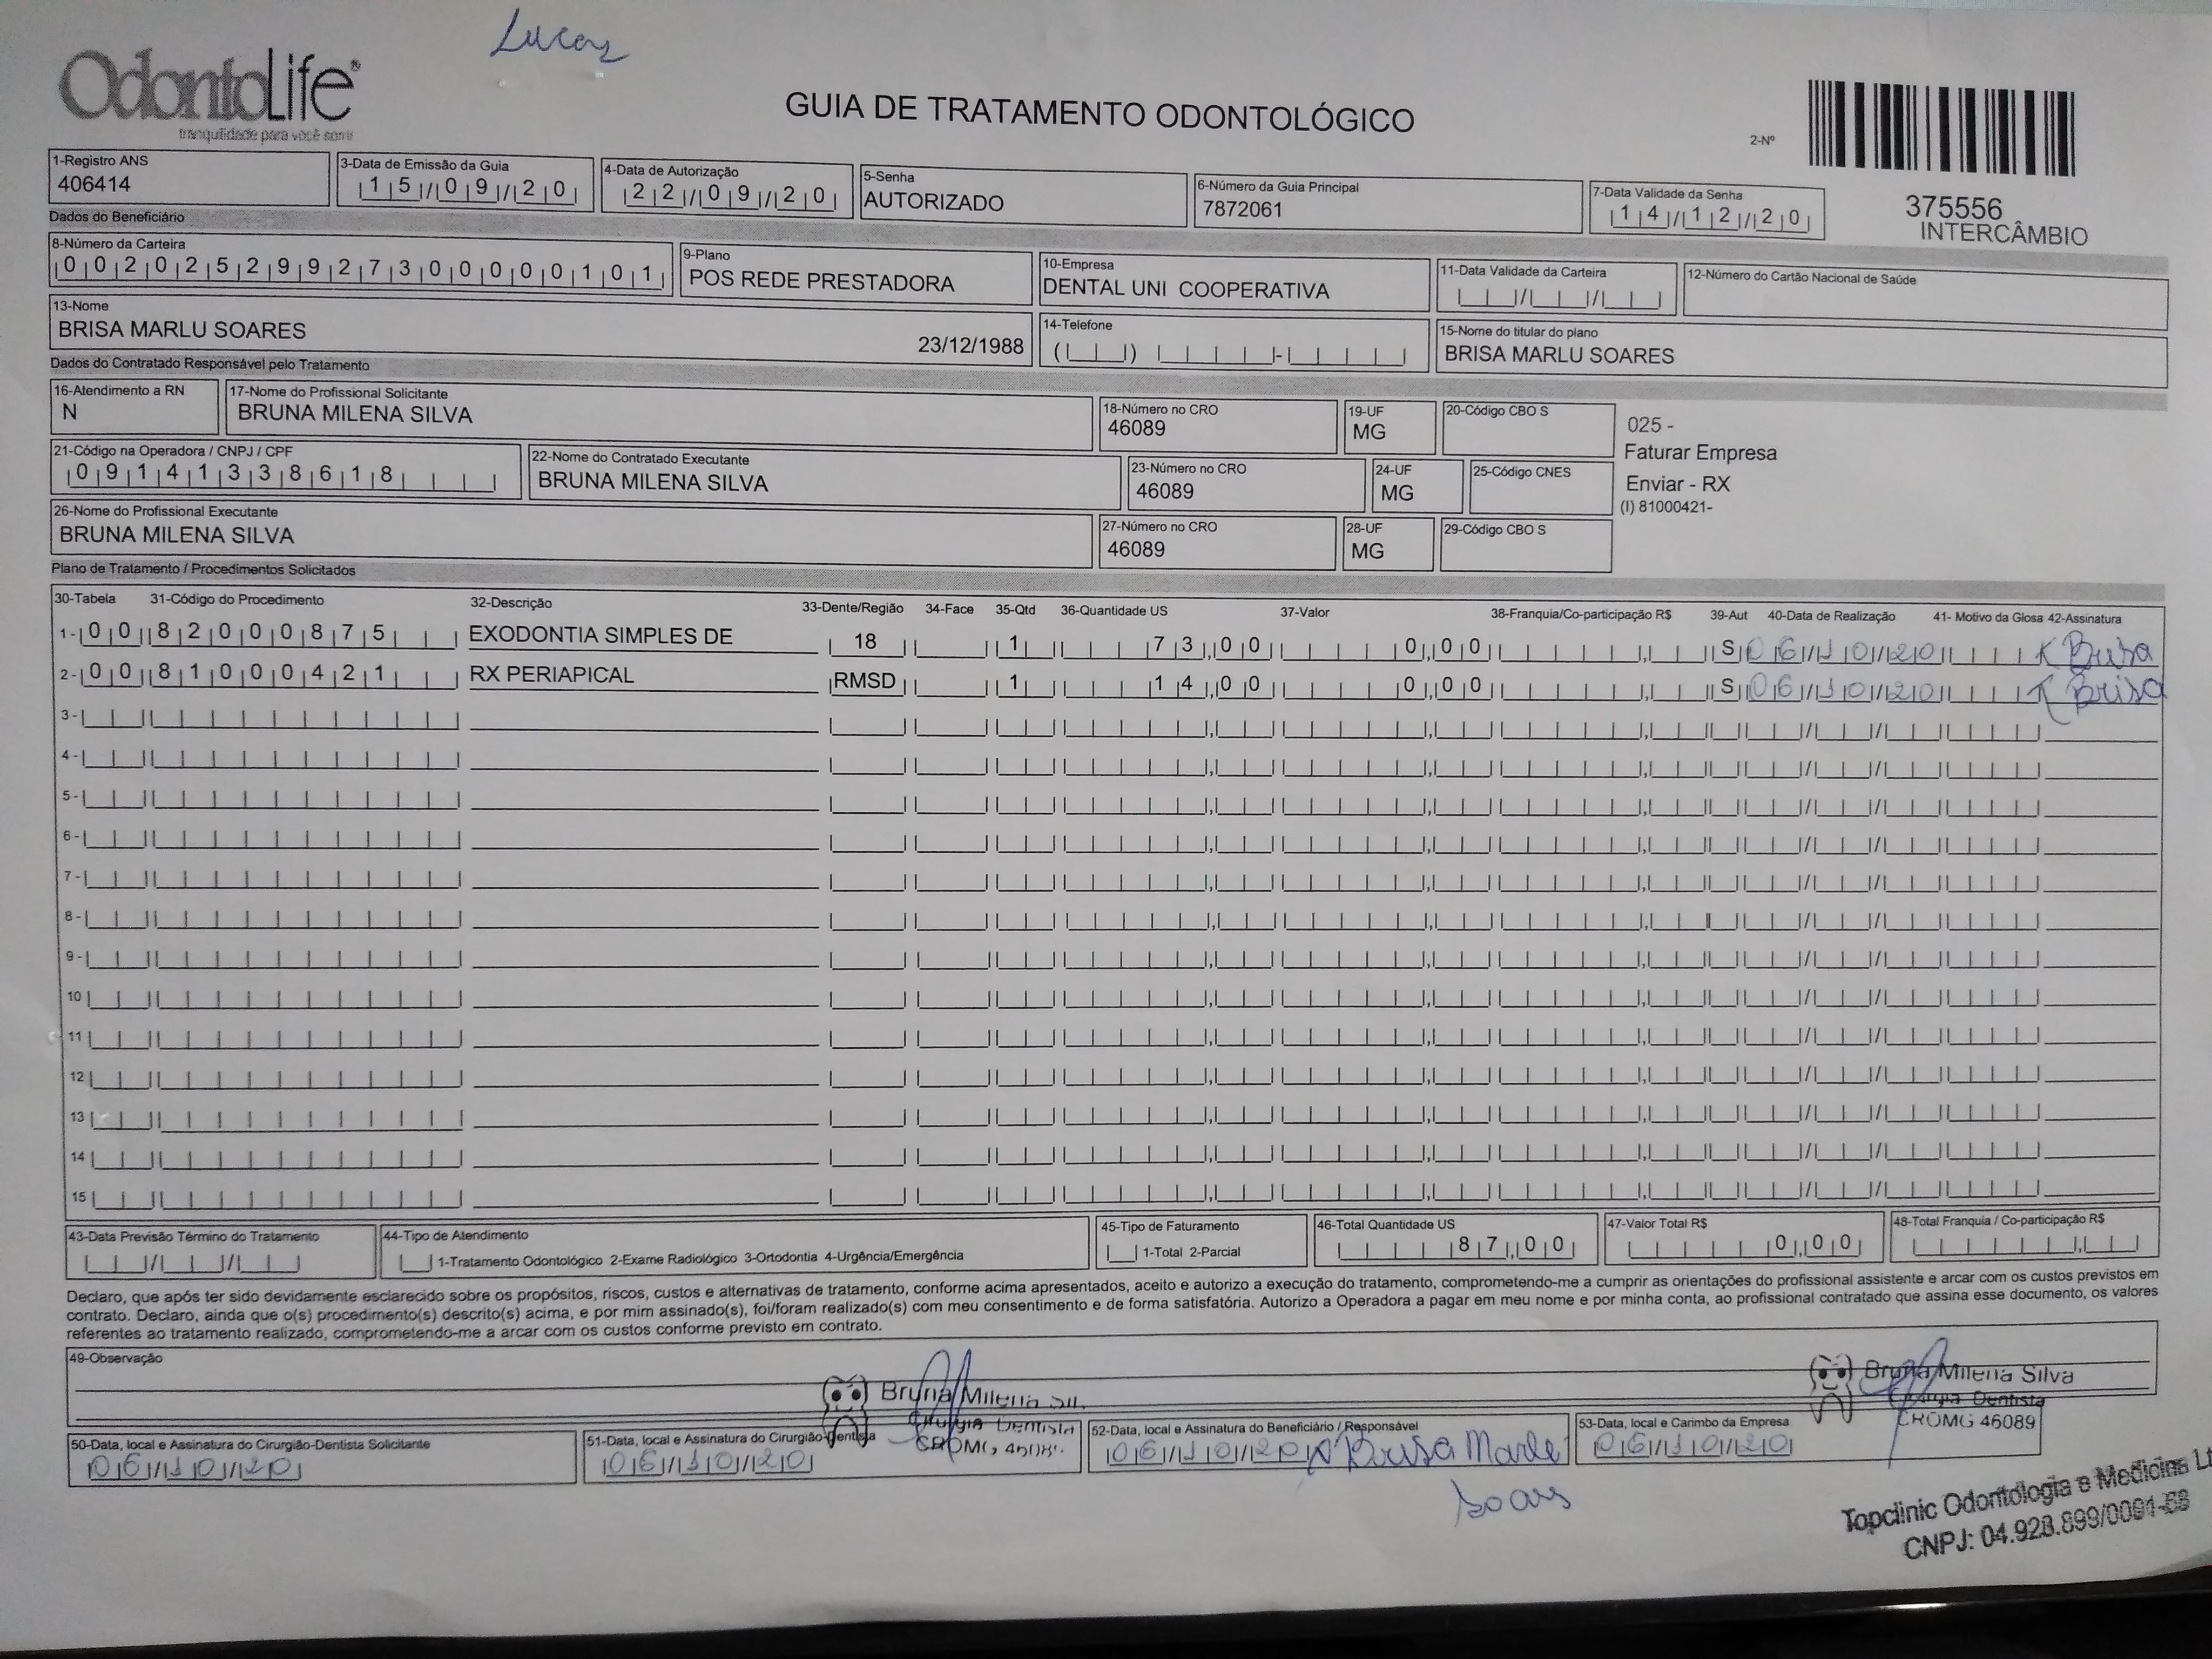 Lucas
OdontoLife®
tranquilidade para você sorrir
GUIA DE TRATAMENTO ODONTOLÓGICO
2-Nº
375556
INTERCÂMBIO
1-Registro ANS
406414
3-Data de Emissão da Guia
15/09/20
4-Data de Autorização
22/09/20
5-Senha
AUTORIZADO
6-Número da Guia Principal
7872061
7-Data Validade da Senha
14/12/20
Dados do Beneficiário
8-Número da Carteira
00202529927300000101
9-Plano
POS REDE PRESTADORA
10-Empresa
DENTAL UNI COOPERATIVA
11-Data Validade da Carteira
12-Número do Cartão Nacional de Saúde
13-Nome
BRISA MARLU SOARES 23/12/1988
14-Telefone
15-Nome do titular do plano
BRISA MARLU SOARES
Dados do Contratado Responsável pelo Tratamento
16-Atendimento a RN
N
17-Nome do Profissional Solicitante
BRUNA MILENA SILVA
18-Número no CRO
46089
19-UF
MG
20-Código CBO S
025 -
Faturar Empresa
Enviar - RX
(I) 81000421-
21-Código na Operadora / CNPJ / CPF
09141338618
22-Nome do Contratado Executante
BRUNA MILENA SILVA
23-Número no CRO
46089
24-UF
MG
25-Código CNES
26-Nome do Profissional Executante
BRUNA MILENA SILVA
27-Número no CRO
46089
28-UF
MG
29-Código CBO S
Plano de Tratamento / Procedimentos Solicitados
30-Tabela 31-Código do Procedimento 32-Descrição 33-Dente/Região 34-Face 35-Qtd 36-Quantidade US 37-Valor 38-Franquia/Co-participação R$ 39-Aut 40-Data de Realização 41- Motivo da Glosa 42-Assinatura
1- 00 82000875 EXODONTIA SIMPLES DE 18 1 73,00 0,00 S 06/10/20 Brisa
2- 00 81000421 RX PERIAPICAL RMSD 1 14,00 0,00 S 06/10/20 Brisa
3-
4-
5-
6-
7-
8-
9-
10
11
12
13
14
15
43-Data Previsão Término do Tratamento
44-Tipo de Atendimento
1-Tratamento Odontológico 2-Exame Radiológico 3-Ortodontia 4-Urgência/Emergência
45-Tipo de Faturamento
1-Total 2-Parcial
46-Total Quantidade US
87,00
47-Valor Total R$
0,00
48-Total Franquia / Co-participação R$
Declaro, que após ter sido devidamente esclarecido sobre os propósitos, riscos, custos e alternativas de tratamento, conforme acima apresentados, aceito e autorizo a execução do tratamento, comprometendo-me a cumprir as orientações do profissional assistente e arcar com os custos previstos em
contrato. Declaro, ainda que o(s) procedimento(s) descrito(s) acima, e por mim assinado(s), foi/foram realizado(s) com meu consentimento e de forma satisfatória. Autorizo a Operadora a pagar em meu nome e por minha conta, ao profissional contratado que assina esse documento, os valores
referentes ao tratamento realizado, comprometendo-me a arcar com os custos conforme previsto em contrato.
49-Observação
Bruna Milena
Cirurgiã Dentista
Bruna Milena Silva
Cirurgiã Dentista
CROMG 46089
50-Data, local e Assinatura do Cirurgião-Dentista Solicitante
06/10/20
51-Data, local e Assinatura do Cirurgião-Dentista
06/10/20
52-Data, local e Assinatura do Beneficiário / Responsável
06/10/20 Brisa Marlu
Soares
53-Data, local e Carimbo da Empresa
06/10/20
Topclinic Odontologia e Medicina
CNPJ: